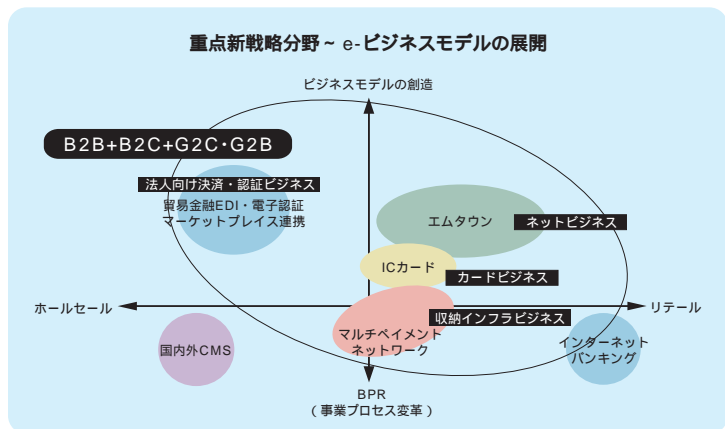 重点新戦略分野~e-ビジネスモデルの展開
ビジネスモデルの創造
B2B+B2C+G2C・G2B
法人向け決済・認証ビジネス
貿易金融EDI・電子認証
マーケットプレイス連携
エムタウン
ネットビジネス
ICカード
カードビジネス
ホールセール
リテール
収納インフラビジネス
マルチペイメント
ネットワーク
国内外CMS
インターネット
バンキング
BPR
(事業プロセス変革)